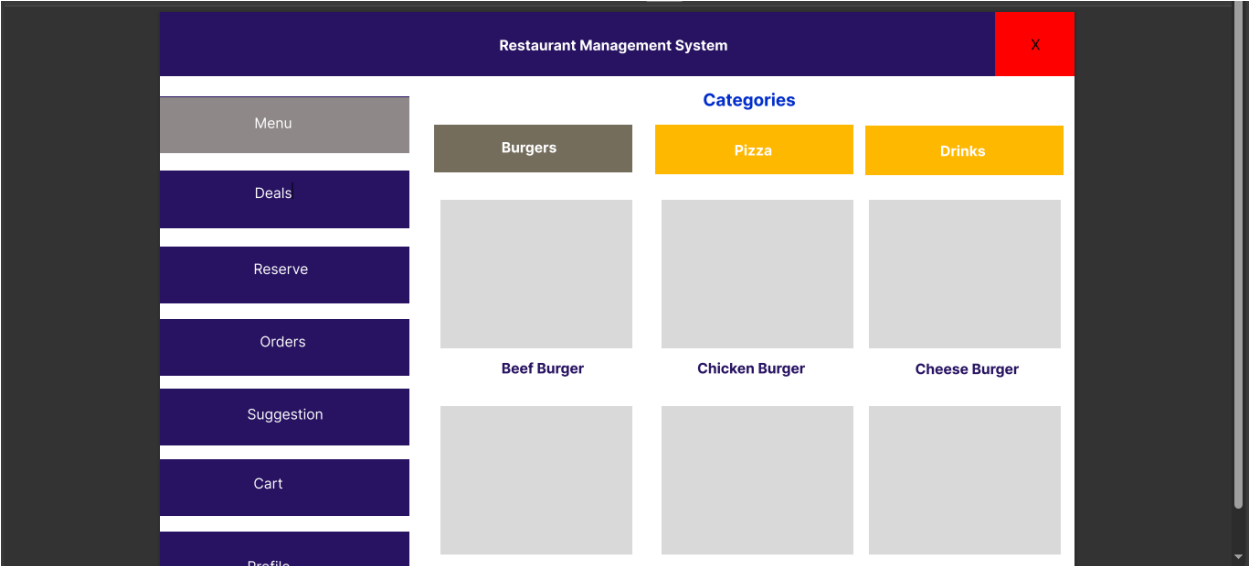 Restaurant Management System
X
Categories
Menu
Burgers
Pizza
Drinks
Deals
Reserve
Orders
Beef Burger
Chicken Burger
Cheese Burger
Suggestion
Cart
Profile